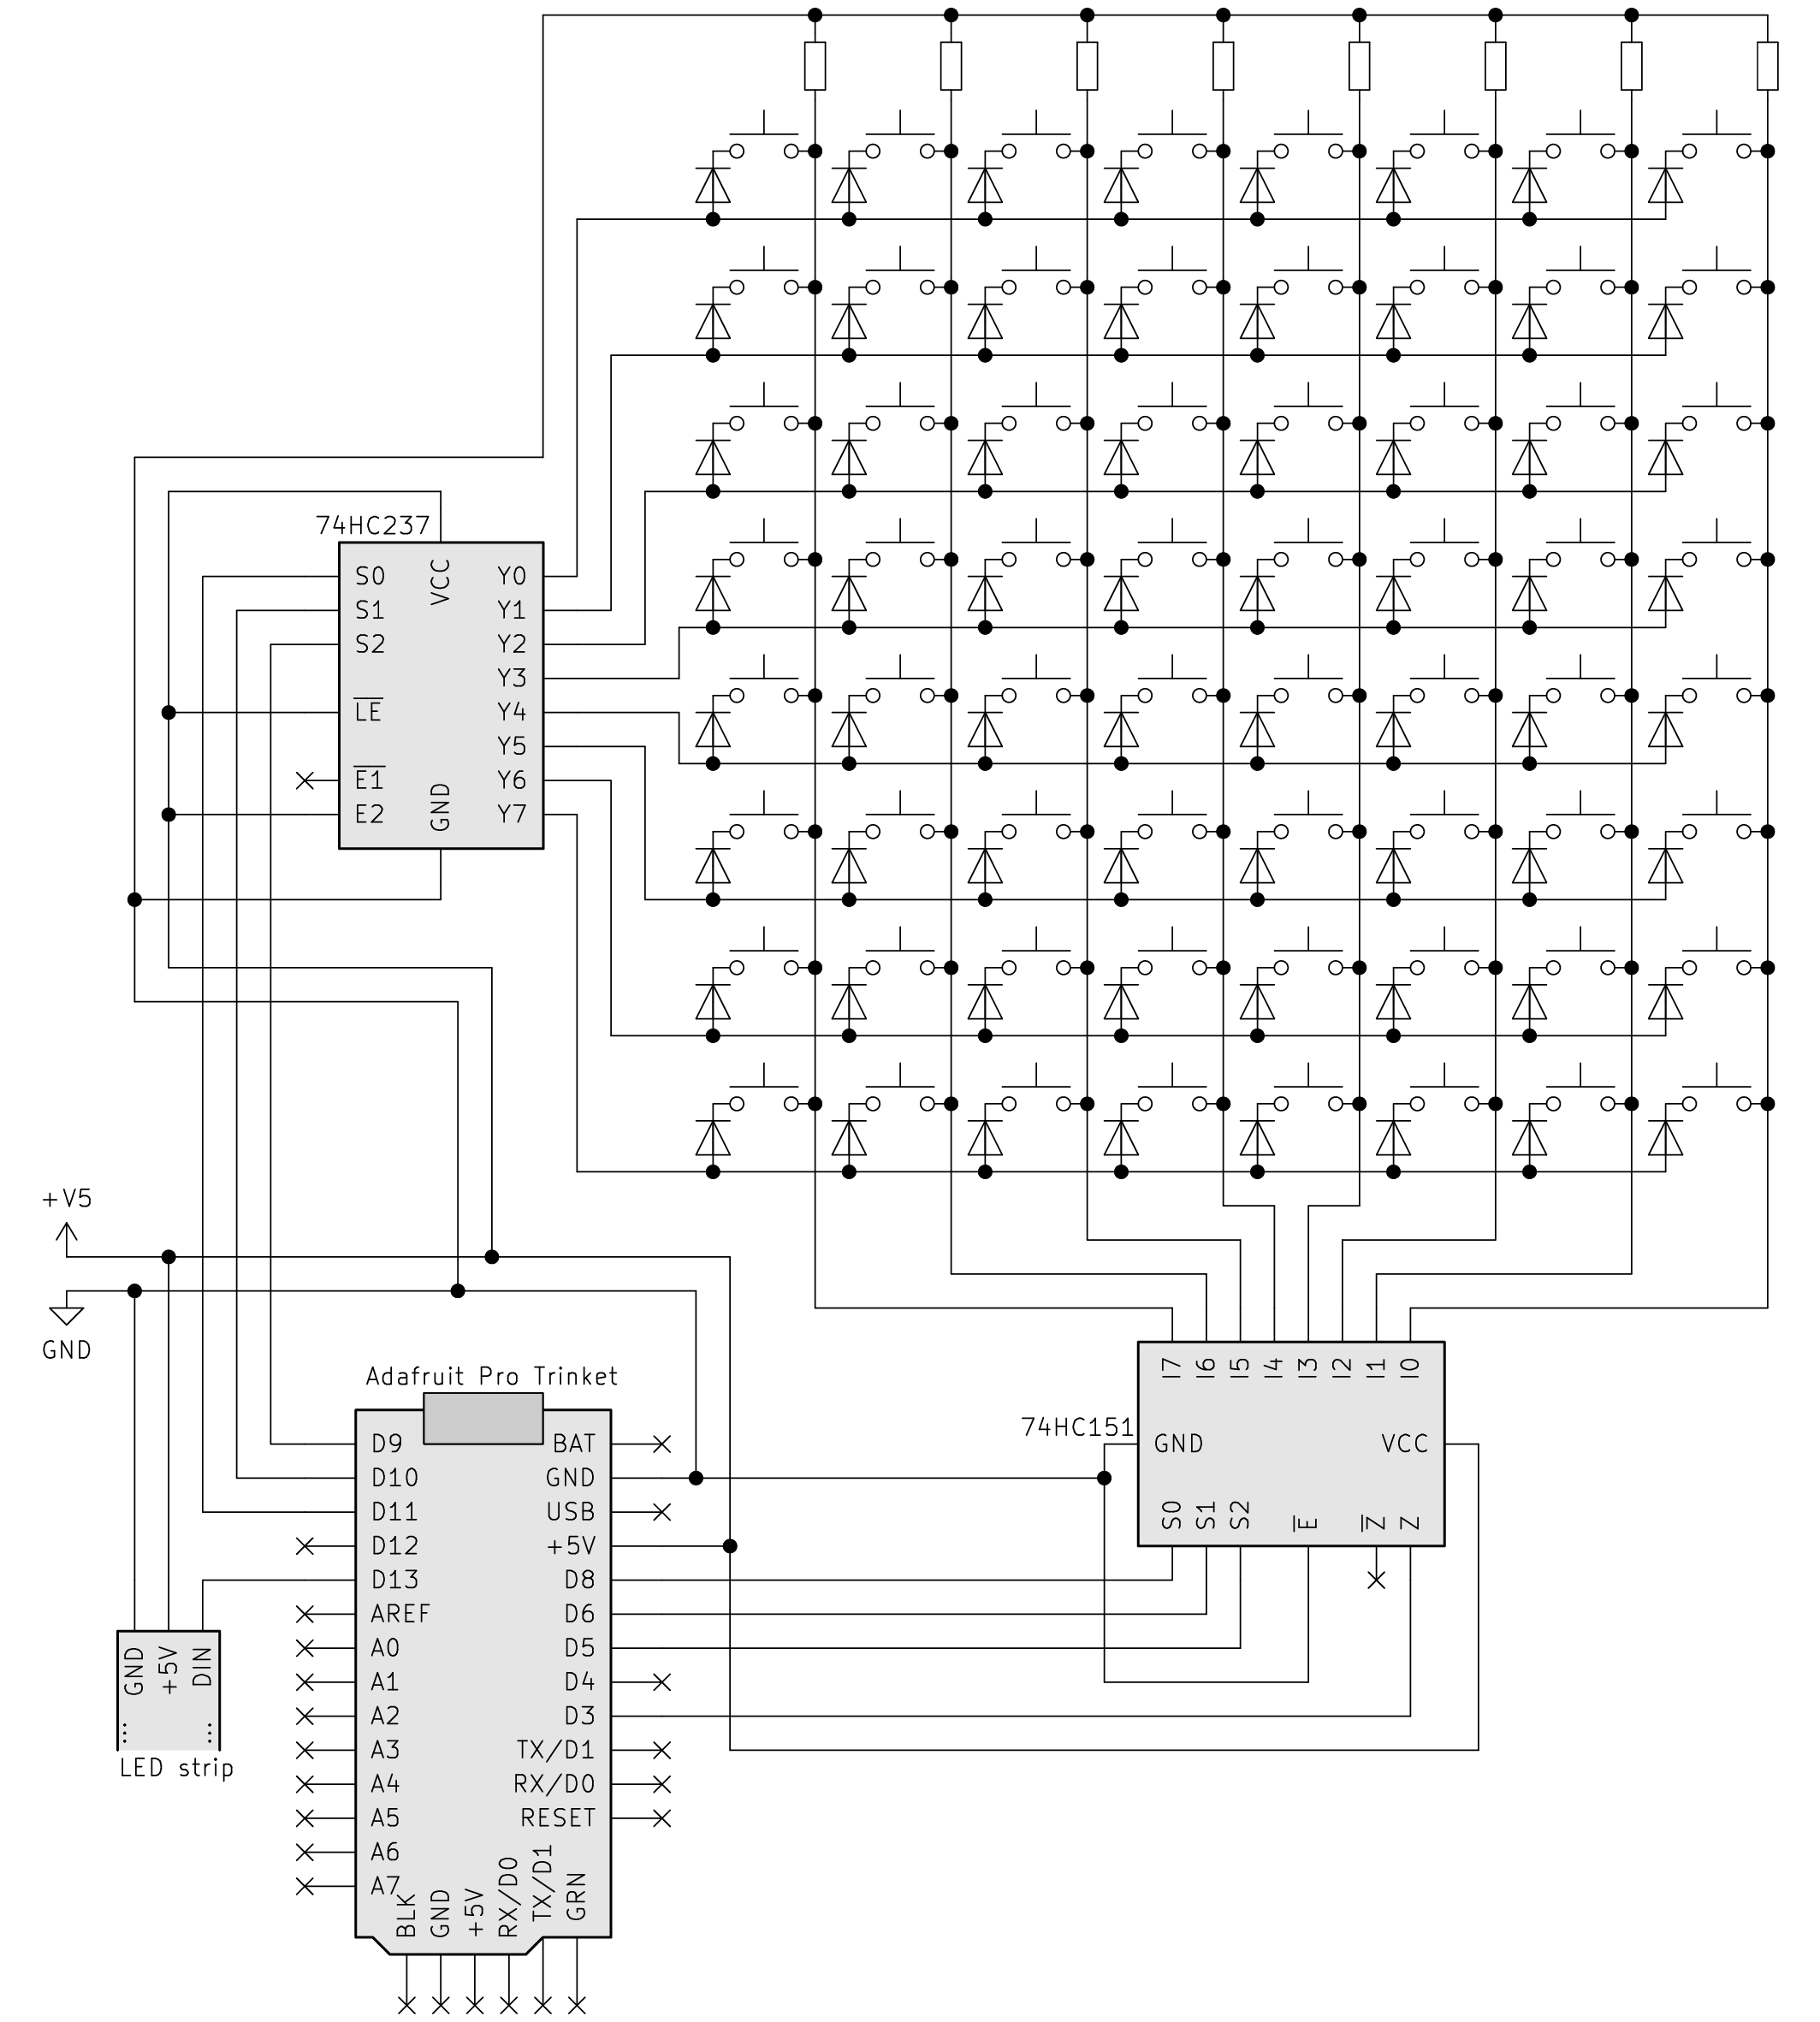 74HC237
VCC
S0
S1
S2
LE
E1
E2
GND
Y0
Y1
Y2
Y3
Y4
Y5
Y6
Y7
+V5
GND
Adafruit Pro Trinket
D9
D10
D11
D12
D13
AREF
A0
A1
A2
A3
A4
A5
A6
A7
BAT
GND
USB
+5V
D8
D6
D5
D4
D3
TX/D1
RX/D0
RESET
BLK
GND
+5V
RX/D0
TX/D1
GRN
74HC151
I7
I6
I5
I4
I3
I2
I1
I0
GND
VCC
S0
S1
S2
E
Z
Z
GND
+5V
DIN
LED strip